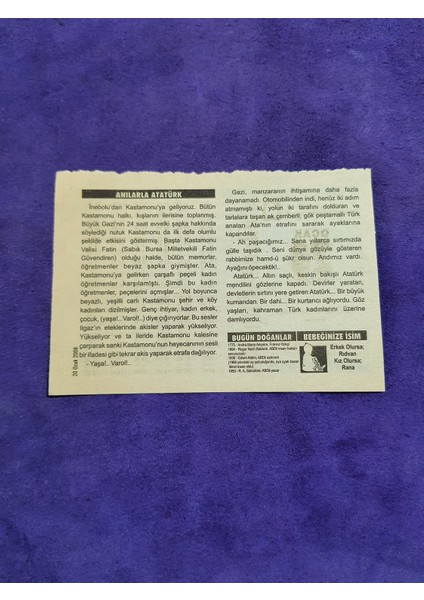 ANILARLA ATATÜRK
İnebolu'dan Kastamonu'ya geliyoruz. Bütün
Kastamonu halkı, kışlanın ilerisine toplanmış.
Büyük Gazi'nin 24 saat evvelki şapka hakkında
söylediği nutuk Kastamonu da ilk defa olumlu
şekilde etkisini göstermiş. Başta Kastamonu
Valisi Fatin (Sabık Bursa Milletvekili Fatin
Güvendiren) olduğu halde, bütün memurlar,
öğretmenler beyaz şapka giymişler. Ata,
Kastamonu'ya gelirken çarşaflı peçeli kadın
öğretmenler karşılamıştı. Şimdi bu kadın
öğretmenler, peçelerini açmışlar... Yol boyunca
beyazlı, yeşilli carlı Kastamonu şehir ve köy
kadınları dizilmişler. Genç ihtiyar, kadın erkek,
çocuk, (yaşa!.. Varol!..) diye çığırıyorlar. Bu sesler
Ilgaz'ın eteklerinde akisler yaparak yükseliyor.
Yükseliyor ve ta ileride Kastamonu kalesine
çarparak sanki Kastamonu'nun heyecanının sesli
bir ifadesi gibi tekrar akis yaparak etrafa dağılıyor.
- Yaşa!.. Varol!...
20 Ocak
Gazi, manzaranın ihtişamına daha fazla
dayanamadı. Otomobilinden indi, henüz iki adım
atmamıştı ki, yolun iki tarafını dolduran ve
tarlalara taşan ak çemberli, gök peştamallı Türk
anaları Ata'nın etrafını sararak ayaklarına
kapandılar.
- Ah paşacığımız... Sana yıllarca sırtımızda
gülle taşıdık . Seni dünya gözüyle gösteren
rabbimize hamd-ü şükr olsun. Andımız vardı.
Ayağını öpecektik!..
Atatürk... Altın saçlı, keskin bakışlı Atatürk
mendilini gözlerine kapadı. Devirler yaratan,
devletlerin sırtını yere getiren Atatürk... Bir büyük
kumandan. Bir dahi... Bir kurtarıcı ağlıyordu. Göz
yaşları, kahraman Türk kadınlarının üzerine
damlıyordu.
BUGÜN DOĞANLAR
BEBEĞİNİZE İSİM
Erkek Olursa;
Rıdvan
Kız Olursa;
Rana